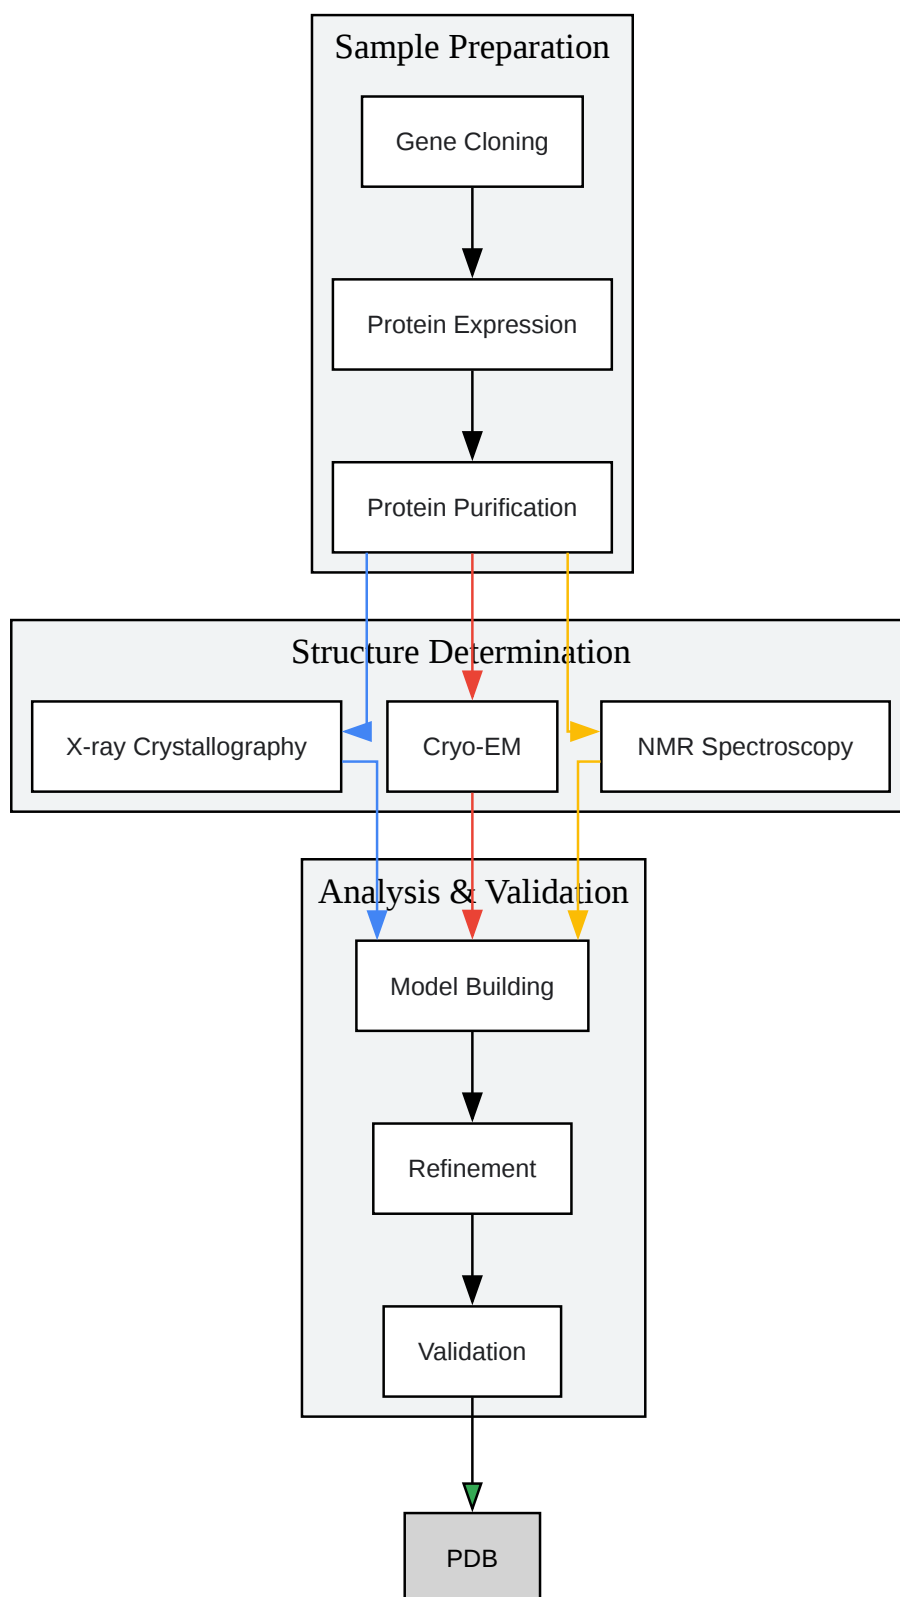 Sample Preparation
Gene Cloning
Protein Expression
Protein Purification
Structure Determination
X-ray Crystallography
Cryo-EM
NMR Spectroscopy
Analysis & Validation
Model Building
Refinement
Validation
PDB